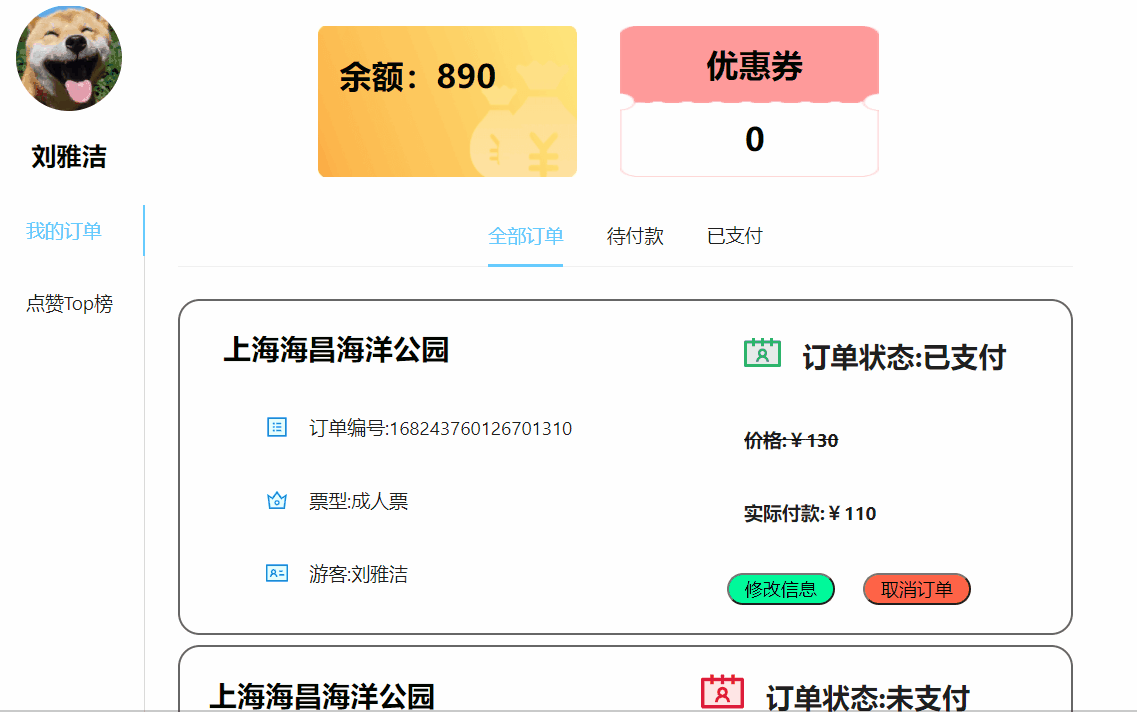 余额：890
优惠券
0
刘雅洁
我的订单
点赞Top榜
全部订单 待付款 已支付
上海海昌海洋公园
订单状态:已支付
订单编号:168243760126701310
价格:￥130
票型:成人票
实际付款:￥110
游客:刘雅洁
修改信息 取消订单
上海海昌海洋公园
订单状态:未支付